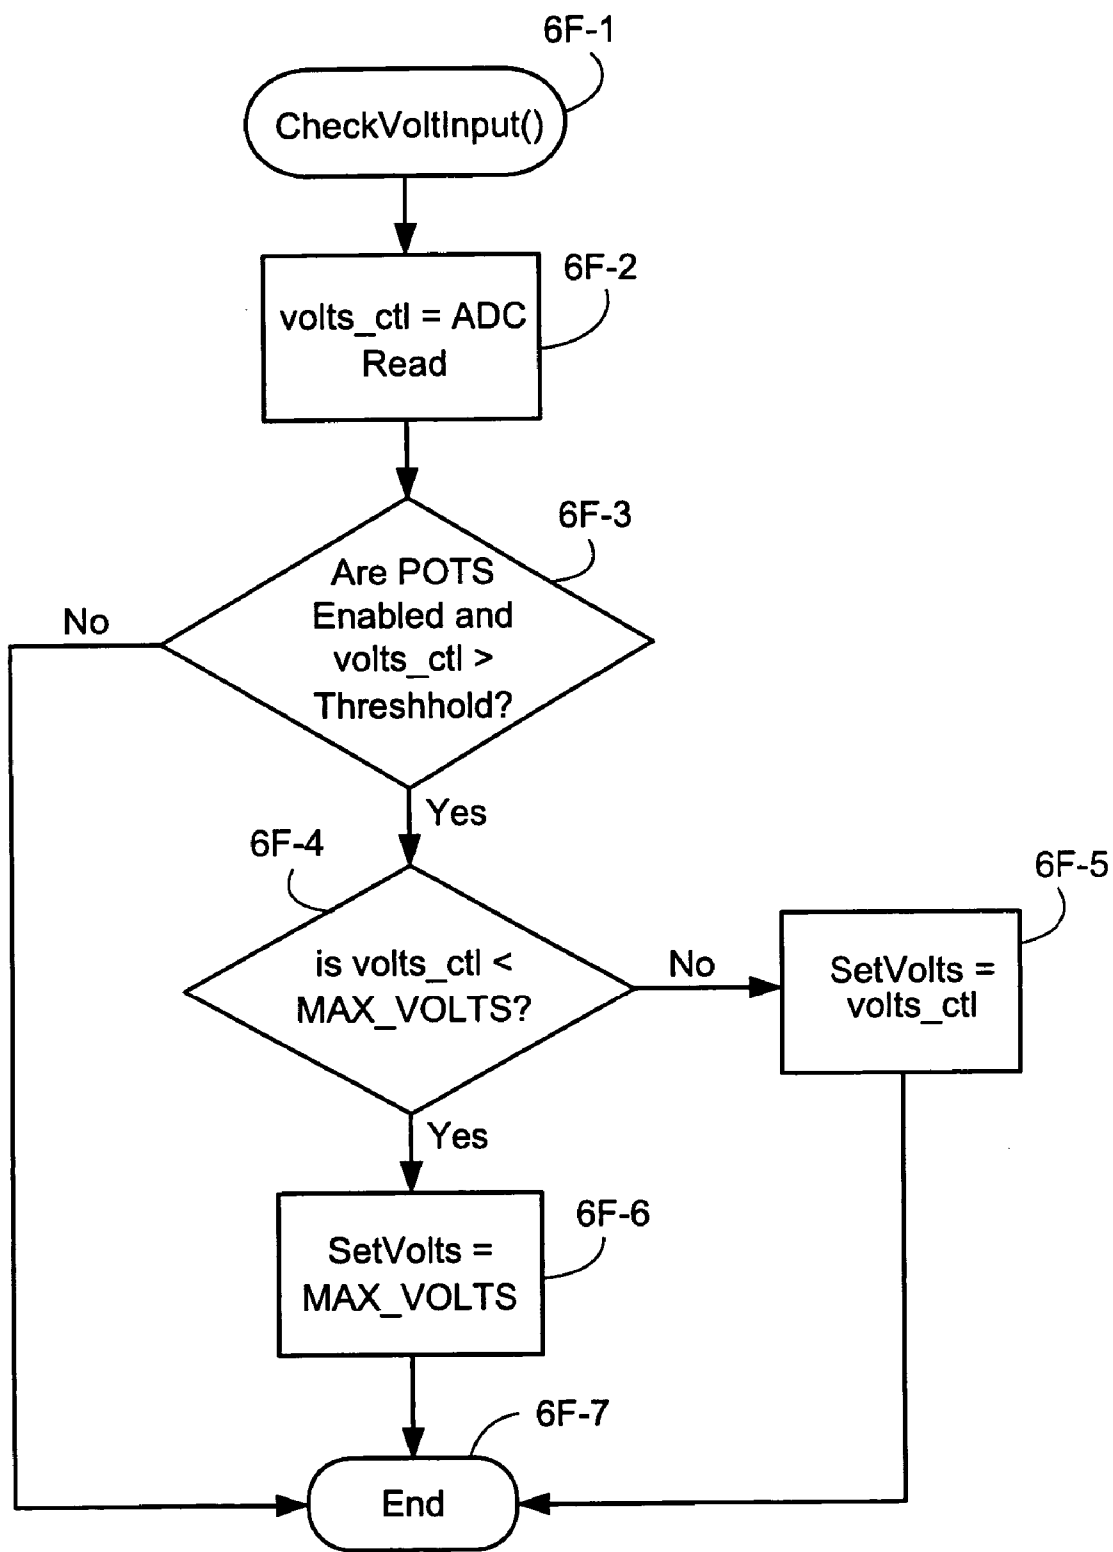 6F-1
CheckVoltInput()
6F-2
volts_ctl = ADC
Read
6F-3
Are POTS
Enabled and
volts_ctl >
Threshhold?
No
Yes
6F-4
is volts_ctl <
MAX_VOLTS?
No
6F-5
SetVolts =
volts_ctl
Yes
6F-6
SetVolts =
MAX_VOLTS
6F-7
End